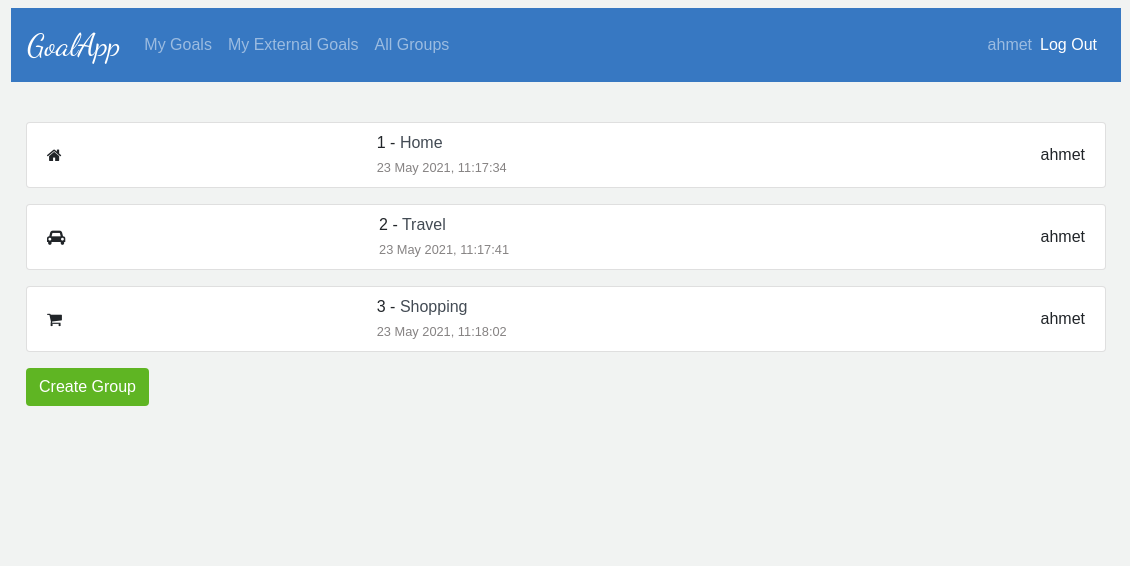 GoalApp My Goals My External Goals All Groups ahmet Log Out
1 - Home
23 May 2021, 11:17:34
ahmet
2 - Travel
23 May 2021, 11:17:41
ahmet
3 - Shopping
23 May 2021, 11:18:02
ahmet
Create Group